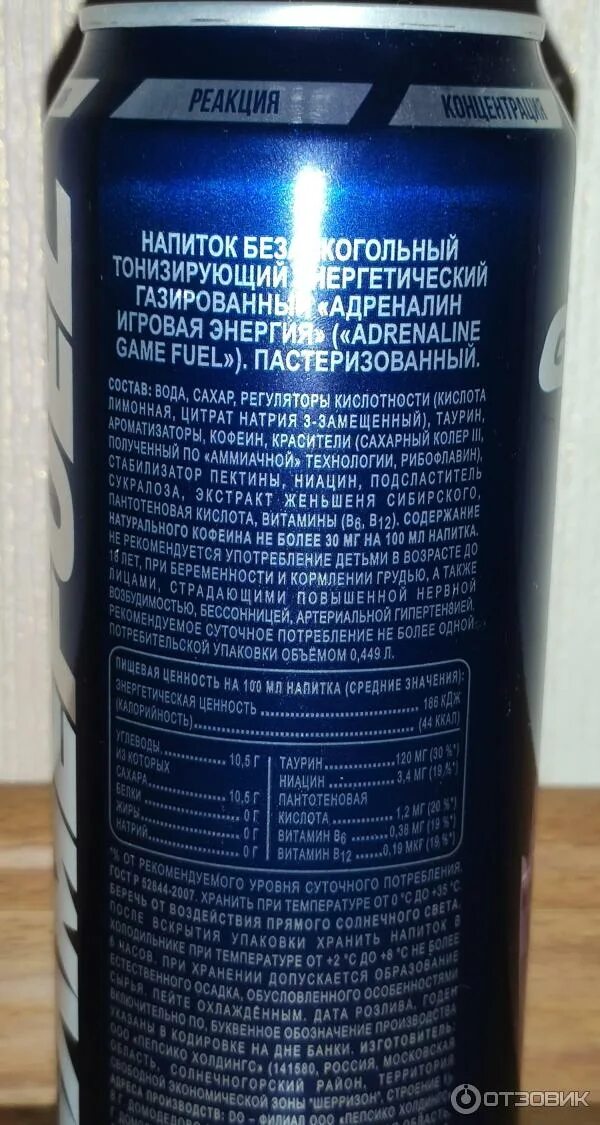 РЕАКЦИЯ
КОНЦЕНТРАЦИЯ
НАПИТОК БЕЗАЛКОГОЛЬНЫЙ
ТОНИЗИРУЮЩИЙ ЭНЕРГЕТИЧЕСКИЙ
ГАЗИРОВАННЫЙ «АДРЕНАЛИН
ИГРОВАЯ ЭНЕРГИЯ» («ADRENALINE
GAME FUEL»). ПАСТЕРИЗОВАННЫЙ.
СОСТАВ: ВОДА, САХАР, РЕГУЛЯТОРЫ КИСЛОТНОСТИ (КИСЛОТА
ЛИМОННАЯ, ЦИТРАТ НАТРИЯ 3-ЗАМЕЩЕННЫЙ), ТАУРИН,
АРОМАТИЗАТОРЫ, КОФЕИН, КРАСИТЕЛИ (САХАРНЫЙ КОЛЕР III,
ПОЛУЧЕННЫЙ ПО «АММИАЧНОЙ» ТЕХНОЛОГИИ, РИБОФЛАВИН),
СТАБИЛИЗАТОР ПЕКТИНЫ, НИАЦИН, ПОДСЛАСТИТЕЛЬ
СУКРАЛОЗА, ЭКСТРАКТ ЖЕНЬШЕНЯ СИБИРСКОГО,
ПАНТОТЕНОВАЯ КИСЛОТА, ВИТАМИНЫ (B6, B12). СОДЕРЖАНИЕ
НАТУРАЛЬНОГО КОФЕИНА НЕ БОЛЕЕ 30 МГ НА 100 МЛ НАПИТКА.
НЕ РЕКОМЕНДУЕТСЯ УПОТРЕБЛЕНИЕ ДЕТЬМИ В ВОЗРАСТЕ ДО
18 ЛЕТ, ПРИ БЕРЕМЕННОСТИ И КОРМЛЕНИИ ГРУДЬЮ, А ТАКЖЕ
ЛИЦАМИ, СТРАДАЮЩИМИ ПОВЫШЕННОЙ НЕРВНОЙ
ВОЗБУДИМОСТЬЮ, БЕССОННИЦЕЙ, АРТЕРИАЛЬНОЙ ГИПЕРТЕНЗИЕЙ.
РЕКОМЕНДУЕМОЕ СУТОЧНОЕ ПОТРЕБЛЕНИЕ НЕ БОЛЕЕ ОДНОЙ
ПОТРЕБИТЕЛЬСКОЙ УПАКОВКИ ОБЪЁМОМ 0,449 Л.
ПИЩЕВАЯ ЦЕННОСТЬ НА 100 МЛ НАПИТКА (СРЕДНИЕ ЗНАЧЕНИЯ):
ЭНЕРГЕТИЧЕСКАЯ ЦЕННОСТЬ ........ 186 КДЖ
(КАЛОРИЙНОСТЬ) ........ (44 ККАЛ)
УГЛЕВОДЫ ........ 10,5 Г
ИЗ КОТОРЫХ
САХАРА ........ 10,5 Г
БЕЛКИ ........ 0 Г
ЖИРЫ ........ 0 Г
НАТРИЙ ........ 0 Г
ТАУРИН ........ 120 МГ (30 %*)
НИАЦИН ........ 3,4 МГ (19 %*)
ПАНТОТЕНОВАЯ
КИСЛОТА ........ 1,2 МГ (20 %*)
ВИТАМИН B6 ........ 0,38 МГ (19 %*)
ВИТАМИН B12 ........ 0,19 МКГ (19 %*)
*% ОТ РЕКОМЕНДУЕМОГО УРОВНЯ СУТОЧНОГО ПОТРЕБЛЕНИЯ.
ГОСТ Р 52844-2007. ХРАНИТЬ ПРИ ТЕМПЕРАТУРЕ ОТ 0 °С ДО +35 °С.
БЕРЕЧЬ ОТ ВОЗДЕЙСТВИЯ ПРЯМОГО СОЛНЕЧНОГО СВЕТА.
ПОСЛЕ ВСКРЫТИЯ УПАКОВКИ ХРАНИТЬ НАПИТОК В
ХОЛОДИЛЬНИКЕ ПРИ ТЕМПЕРАТУРЕ ОТ +2 °С ДО +8 °С НЕ БОЛЕЕ
6 ЧАСОВ. ПРИ ХРАНЕНИИ ДОПУСКАЕТСЯ ОБРАЗОВАНИЕ
ЕСТЕСТВЕННОГО ОСАДКА, ОБУСЛОВЛЕННОГО ОСОБЕННОСТЯМИ
СЫРЬЯ. ПЕЙТЕ ОХЛАЖДЁННЫМ. ДАТА РОЗЛИВА, ГОДЕН
ВКЛЮЧИТЕЛЬНО ПО, БУКВЕННОЕ ОБОЗНАЧЕНИЕ ПРОИЗВОДСТВА
УКАЗАНЫ В КОДИРОВКЕ НА ДНЕ БАНКИ. ИЗГОТОВИТЕЛЬ:
ООО «ПЕПСИКО ХОЛДИНГС» (141580, РОССИЯ, МОСКОВСКАЯ
ОБЛАСТЬ, СОЛНЕЧНОГОРСКИЙ РАЙОН, ТЕРРИТОРИЯ
СВОБОДНОЙ ЭКОНОМИЧЕСКОЙ ЗОНЫ "ШЕРРИЗОН", СТРОЕНИЕ
АДРЕСА ПРОИЗВОДСТВ: DO – ФИЛИАЛ ООО «ПЕПСИКО ХОЛДИНГС
ДОМОДЕДОВО
ОБЛАСТЬ
ОТЗОВИК